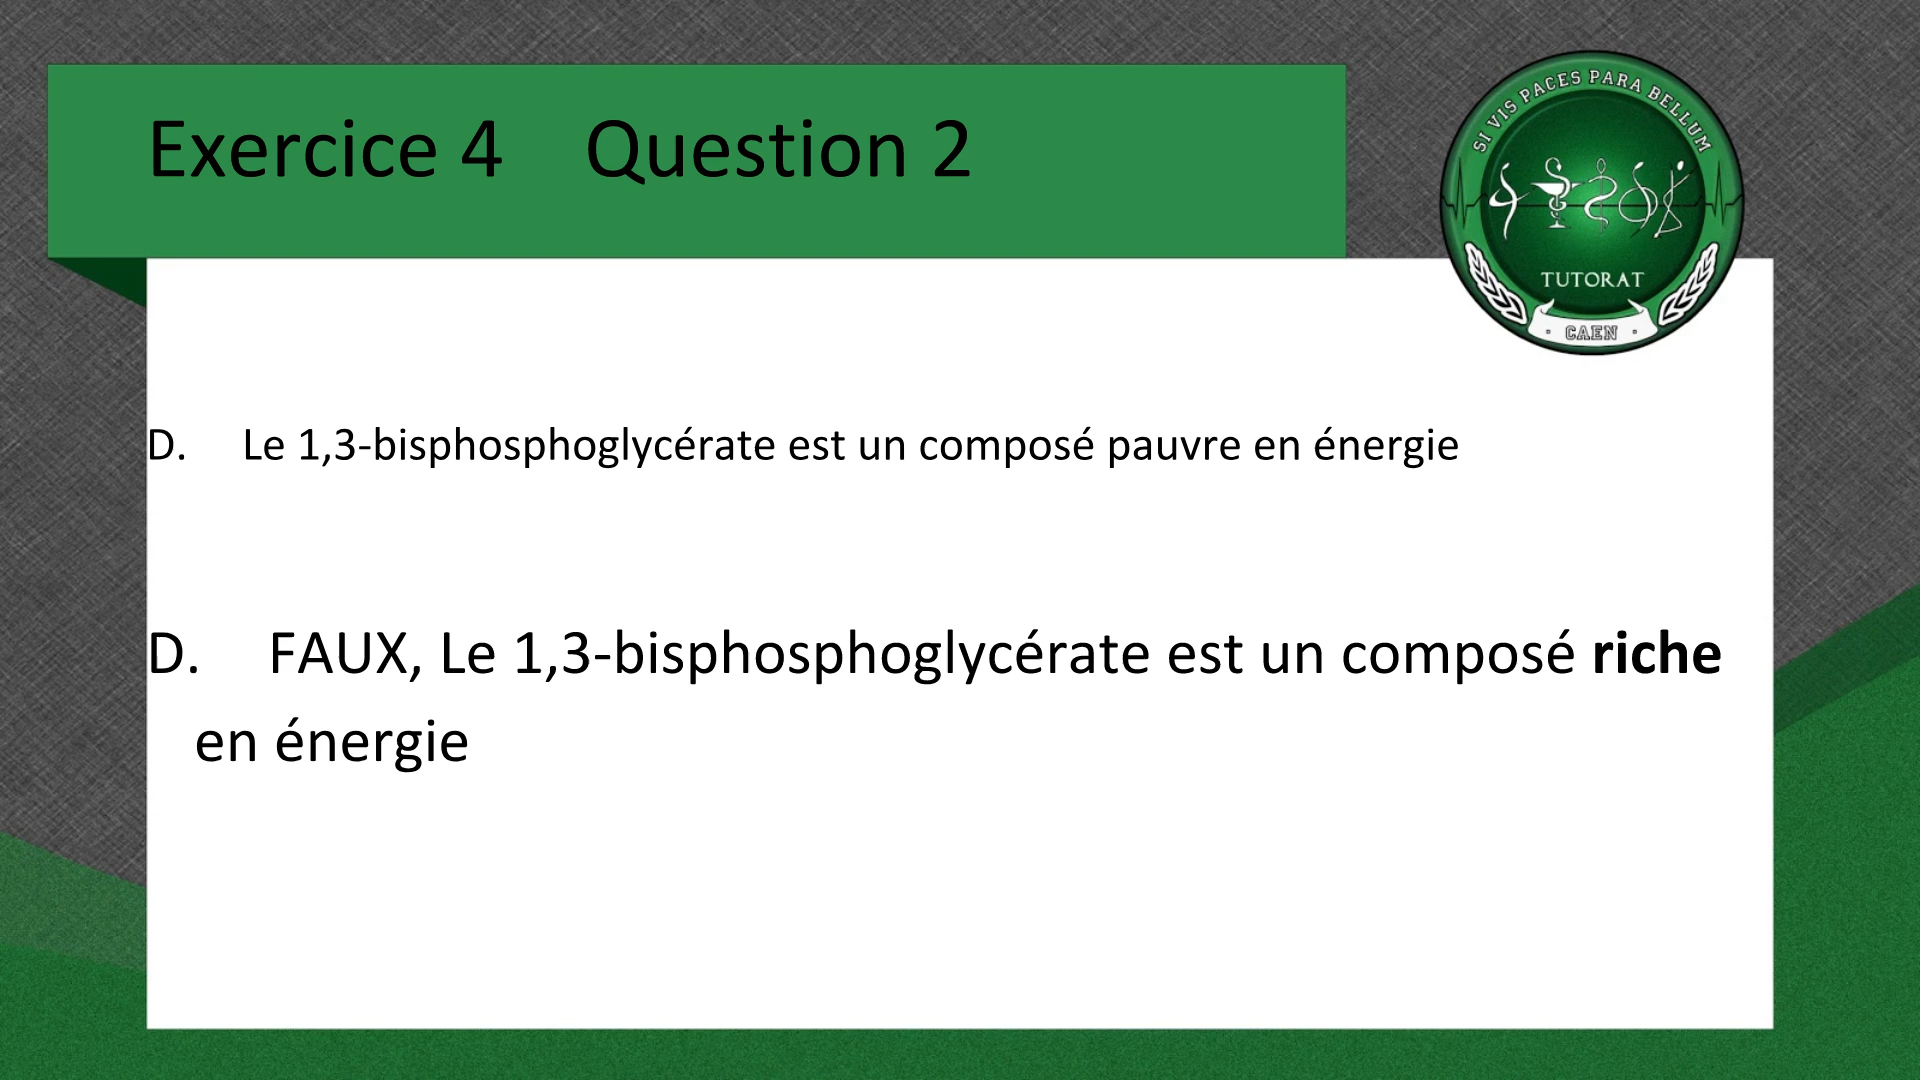 Exercice 4 Question 2
SI VIS PACES PARA BELLUM
TUTORAT
· CAEN ·
D. Le 1,3-bisphosphoglycérate est un composé pauvre en énergie
D. FAUX, Le 1,3-bisphosphoglycérate est un composé riche
en énergie